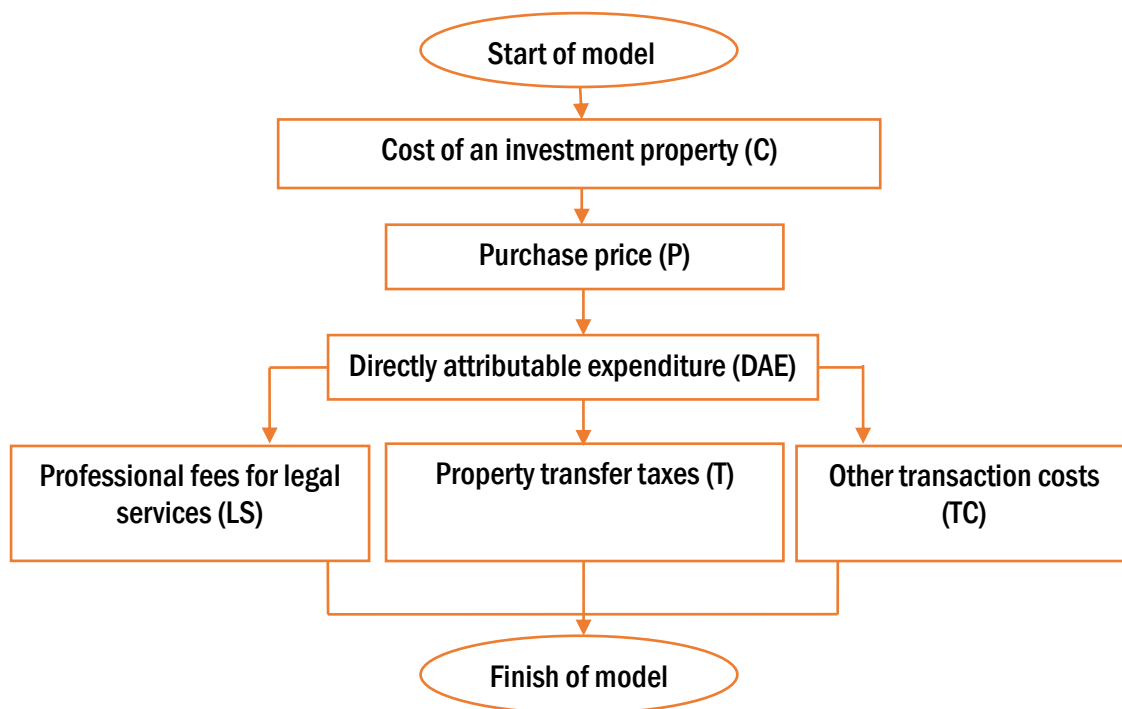 Start of model
Cost of an investment property (C)
Purchase price (P)
Directly attributable expenditure (DAE)
Professional fees for legal
services (LS)
Property transfer taxes (T)
Other transaction costs
(TC)
Finish of model